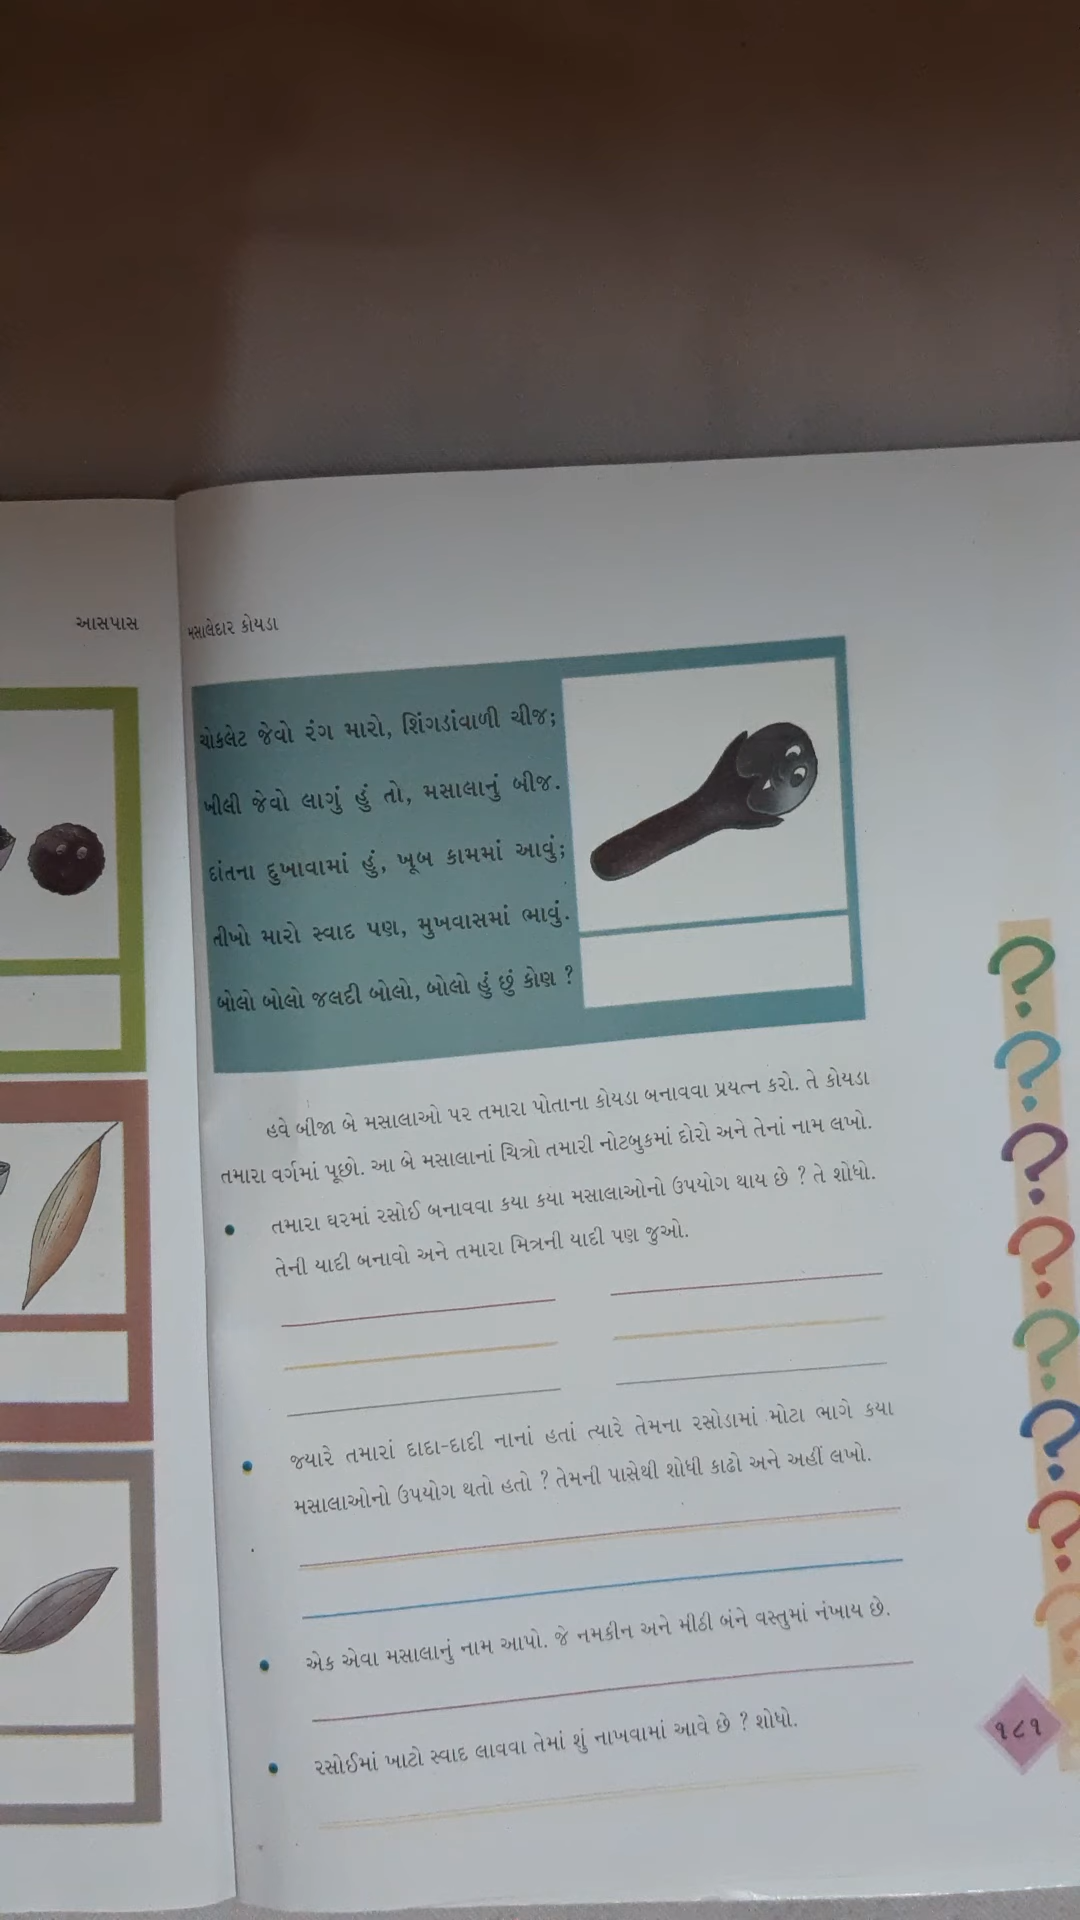 આસપાસ
મસાલેદાર કોયડા
ચોકલેટ જેવો રંગ મારો, શિંગડાંવાળી ચીજ;
ખીલી જેવો લાગું હું તો, મસાલાનું બીજ.
દાંતના દુખાવામાં હું, ખૂબ કામમાં આવું;
તીખો મારો સ્વાદ પણ, મુખવાસમાં ભાવું.
બોલો બોલો જલદી બોલો, બોલો હું છું કોણ ?
હવે બીજા બે મસાલાઓ પર તમારા પોતાના કોયડા બનાવવા પ્રયત્ન કરો. તે કોયડા
તમારા વર્ગમાં પૂછો. આ બે મસાલાનાં ચિત્રો તમારી નોટબુકમાં દોરો અને તેનાં નામ લખો.
• તમારા ઘરમાં રસોઈ બનાવવા કયા કયા મસાલાઓનો ઉપયોગ થાય છે ? તે શોધો.
તેની યાદી બનાવો અને તમારા મિત્રની યાદી પણ જુઓ.
• જ્યારે તમારાં દાદા-દાદી નાનાં હતાં ત્યારે તેમના રસોડામાં મોટા ભાગે કયા
મસાલાઓનો ઉપયોગ થતો હતો ? તેમની પાસેથી શોધી કાઢો અને અહીં લખો.
• એક એવા મસાલાનું નામ આપો. જે નમકીન અને મીઠી બંને વસ્તુમાં નંખાય છે.
• રસોઈમાં ખાટો સ્વાદ લાવવા તેમાં શું નાખવામાં આવે છે ? શોધો.
૧૮૧